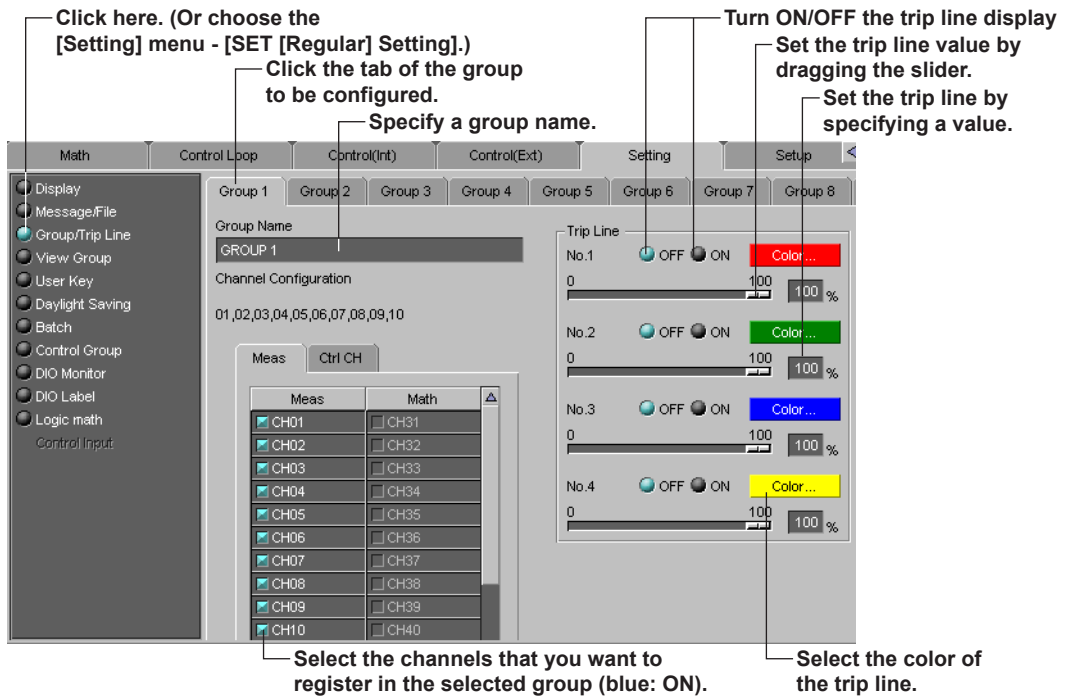 Click here. (Or choose the
[Setting] menu - [SET [Regular] Setting].)
Click the tab of the group
to be configured.
Specify a group name.
Turn ON/OFF the trip line display
Set the trip line value by
dragging the slider.
Set the trip line by
specifying a value.
Math
Control Loop
Control(Int)
Control(Ext)
Setting
Setup
Display
Message/File
Group/Trip Line
View Group
User Key
Daylight Saving
Batch
Control Group
DIO Monitor
DIO Label
Logic math
Control Input
Group 1
Group 2
Group 3
Group 4
Group 5
Group 6
Group 7
Group 8
Group Name
GROUP 1
Channel Configuration
01,02,03,04,05,06,07,08,09,10
Meas
Ctrl CH
Meas Math
CH01 CH31
CH02 CH32
CH03 CH33
CH04 CH34
CH05 CH35
CH06 CH36
CH07 CH37
CH08 CH38
CH09 CH39
CH10 CH40
Trip Line
No.1 OFF ON Color...
0 100 100 %
No.2 OFF ON Color...
0 100 100 %
No.3 OFF ON Color...
0 100 100 %
No.4 OFF ON Color...
0 100 100 %
Select the channels that you want to
register in the selected group (blue: ON).
Select the color of
the trip line.